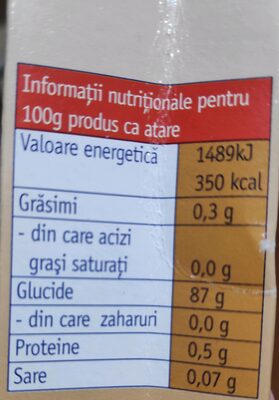 Informații nutriționale pentru
100g produs ca atare
Valoare energetică 1489kJ
350 kcal
Grăsimi 0,3 g
- din care acizi
grași saturați 0,0 g
Glucide 87 g
- din care zaharuri 0,0 g
Proteine 0,5 g
Sare 0,07 g